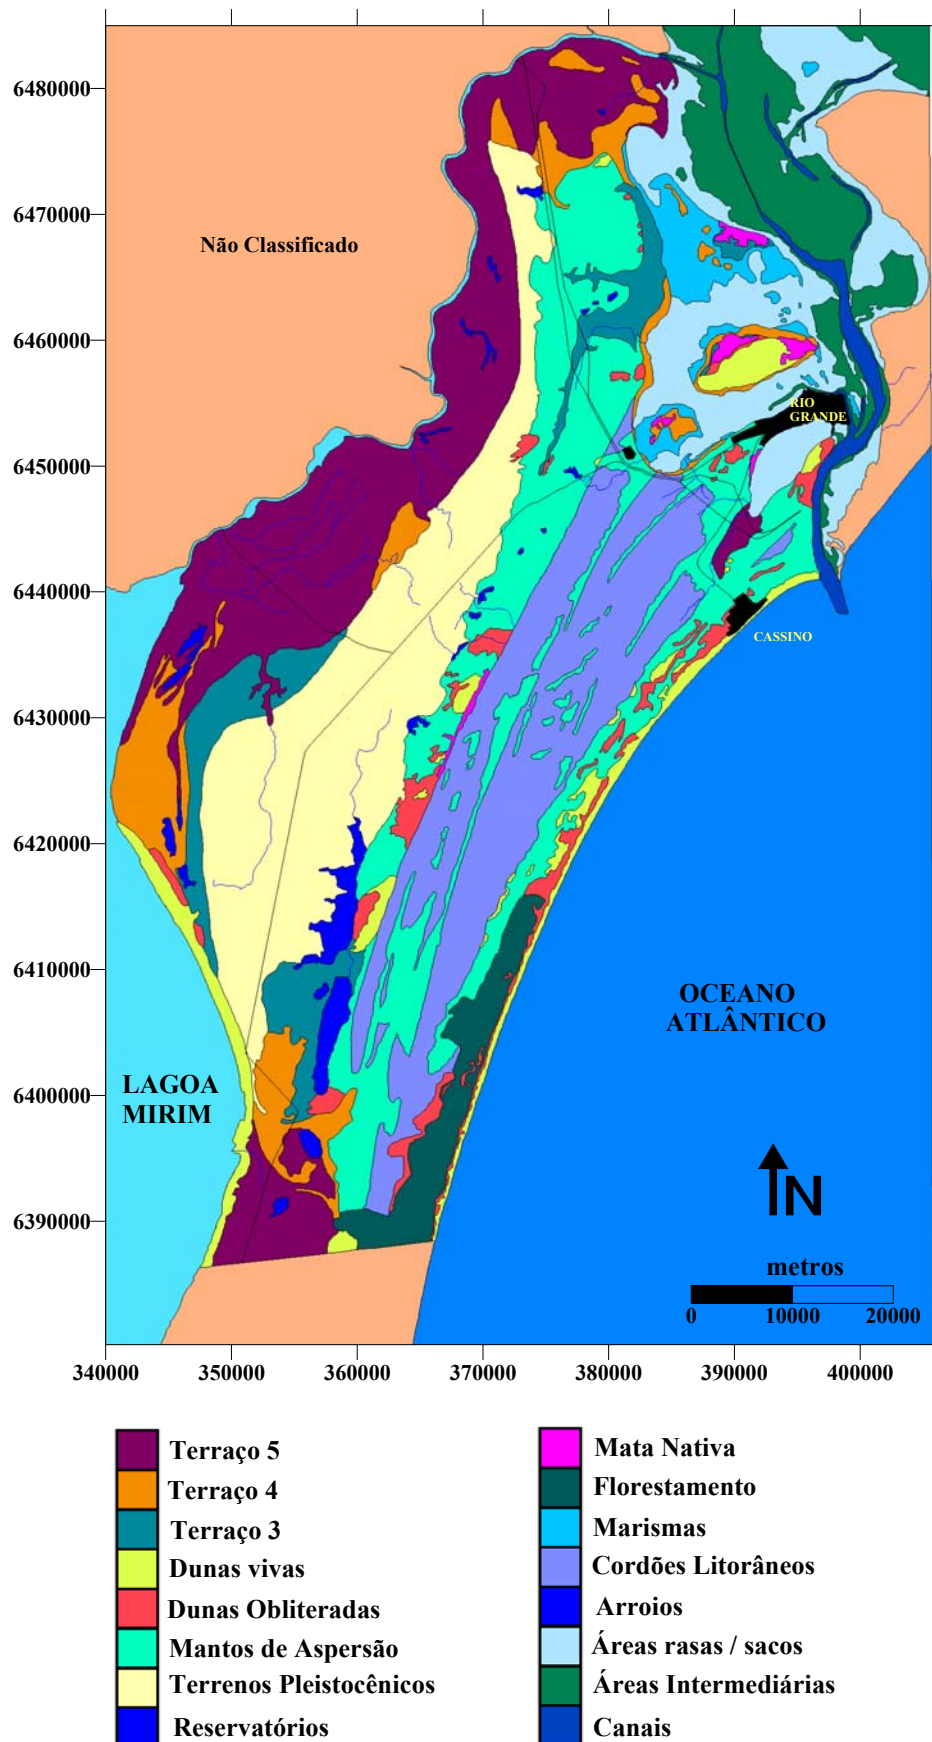 6480000
6470000
Não Classificado
6460000
RIO
GRANDE
6450000
6440000
CASSINO
6430000
6420000
6410000
OCEANO
ATLÂNTICO
6400000
LAGOA
MIRIM
N
6390000
metros
0 10000 20000
340000 350000 360000 370000 380000 390000 400000
Terraço 5
Terraço 4
Terraço 3
Dunas vivas
Dunas Obliteradas
Mantos de Aspersão
Terrenos Pleistocênicos
Reservatórios
Mata Nativa
Florestamento
Marismas
Cordões Litorâneos
Arroios
Áreas rasas / sacos
Áreas Intermediárias
Canais